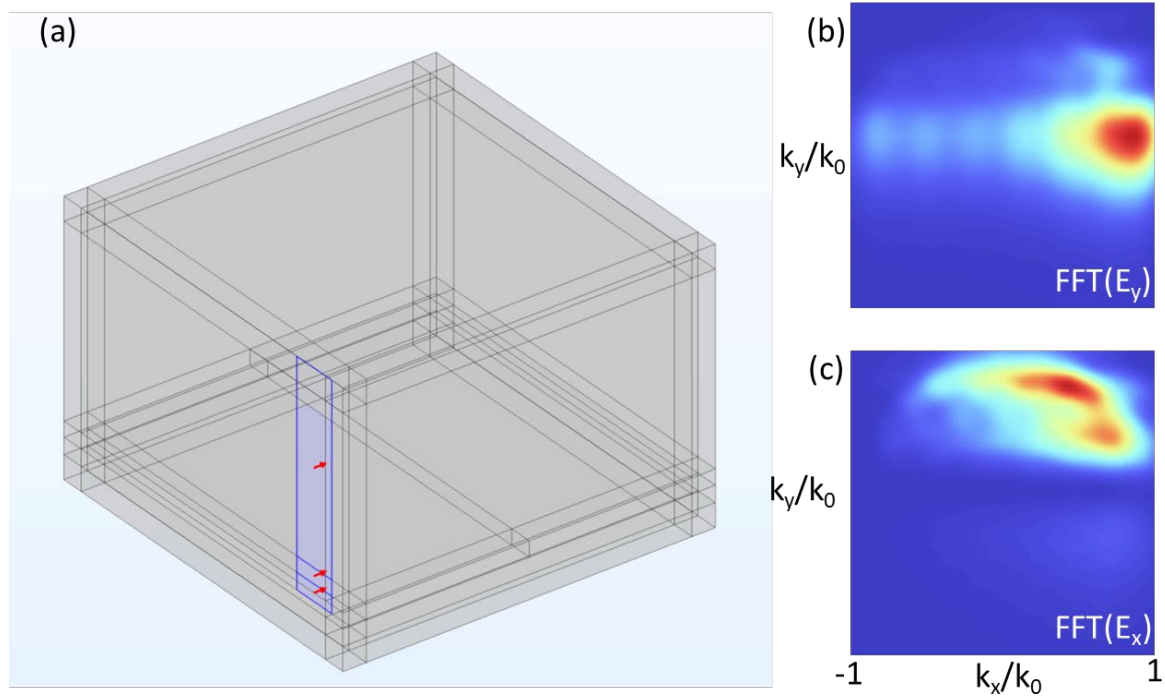 (a)
(b)
k_y/k_0
FFT(E_y)
(c)
k_y/k_0
FFT(E_x)
-1 k_x/k_0 1